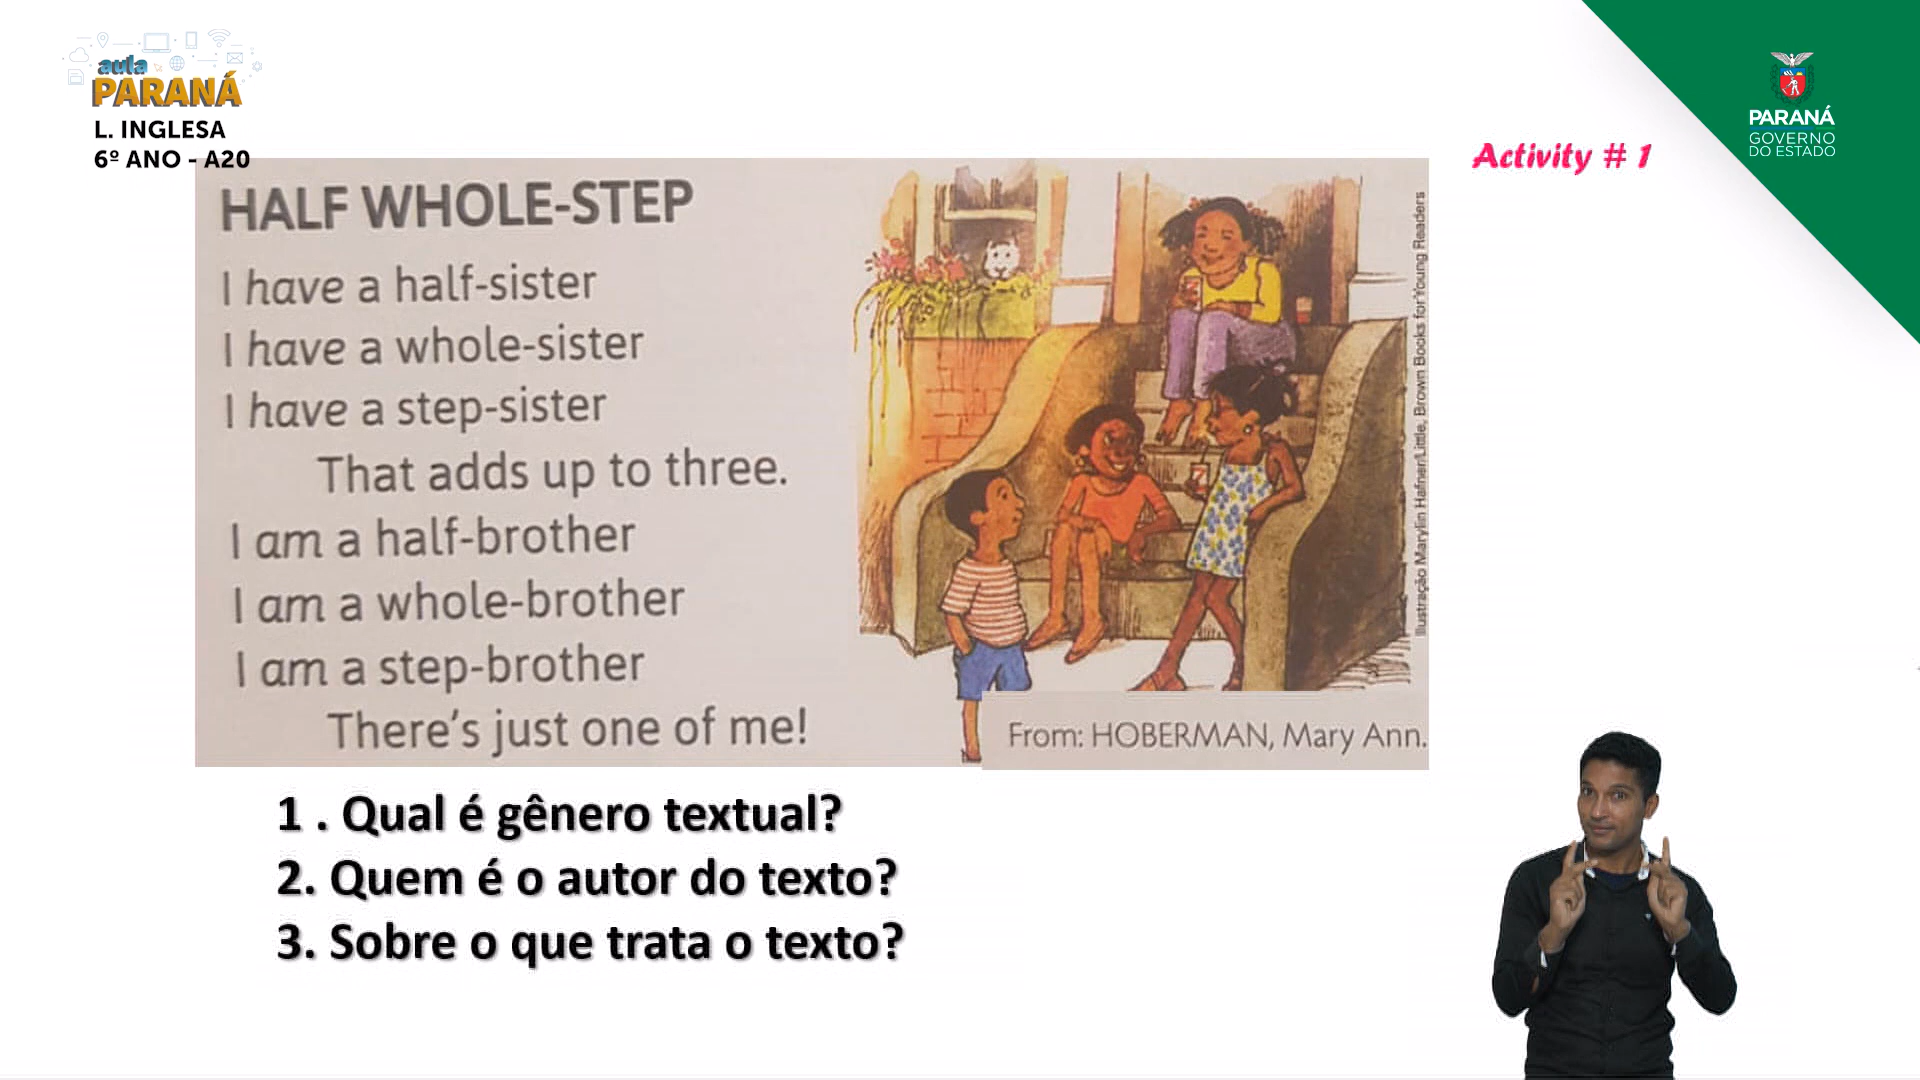 aula
PARANÁ
L. INGLESA
6º ANO - A20
PARANÁ
GOVERNO
DO ESTADO
Activity # 1
HALF WHOLE-STEP
I have a half-sister
I have a whole-sister
I have a step-sister
That adds up to three.
I am a half-brother
I am a whole-brother
I am a step-brother
There's just one of me!
Ilustração Marylin Hafner/Little, Brown Books for Young Readers
From: HOBERMAN, Mary Ann.
1 . Qual é gênero textual?
2. Quem é o autor do texto?
3. Sobre o que trata o texto?